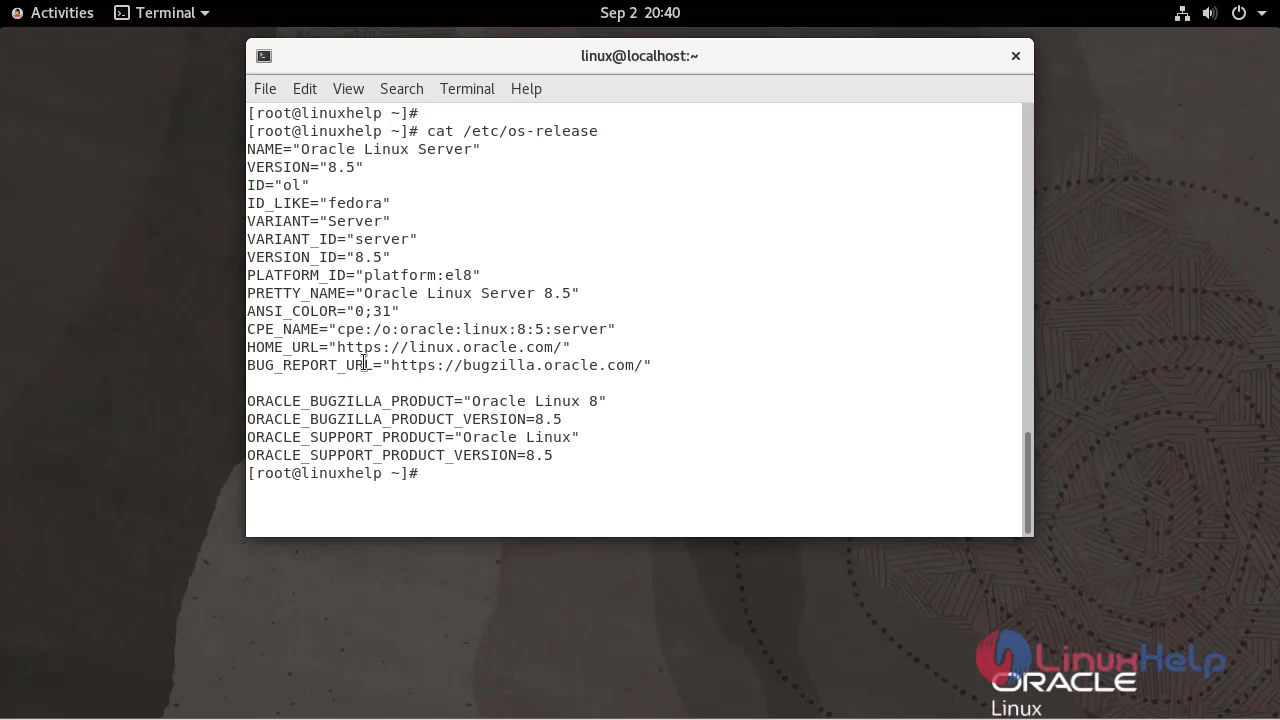 Activities
Terminal
Sep 2 20:40
linux@localhost:~
File Edit View Search Terminal Help
[root@linuxhelp ~]#
[root@linuxhelp ~]# cat /etc/os-release
NAME="Oracle Linux Server"
VERSION="8.5"
ID="ol"
ID_LIKE="fedora"
VARIANT="Server"
VARIANT_ID="server"
VERSION_ID="8.5"
PLATFORM_ID="platform:el8"
PRETTY_NAME="Oracle Linux Server 8.5"
ANSI_COLOR="0;31"
CPE_NAME="cpe:/o:oracle:linux:8:5:server"
HOME_URL="https://linux.oracle.com/"
BUG_REPORT_URL="https://bugzilla.oracle.com/"

ORACLE_BUGZILLA_PRODUCT="Oracle Linux 8"
ORACLE_BUGZILLA_PRODUCT_VERSION=8.5
ORACLE_SUPPORT_PRODUCT="Oracle Linux"
ORACLE_SUPPORT_PRODUCT_VERSION=8.5
[root@linuxhelp ~]#
LinuxHelp
ORACLE
Linux